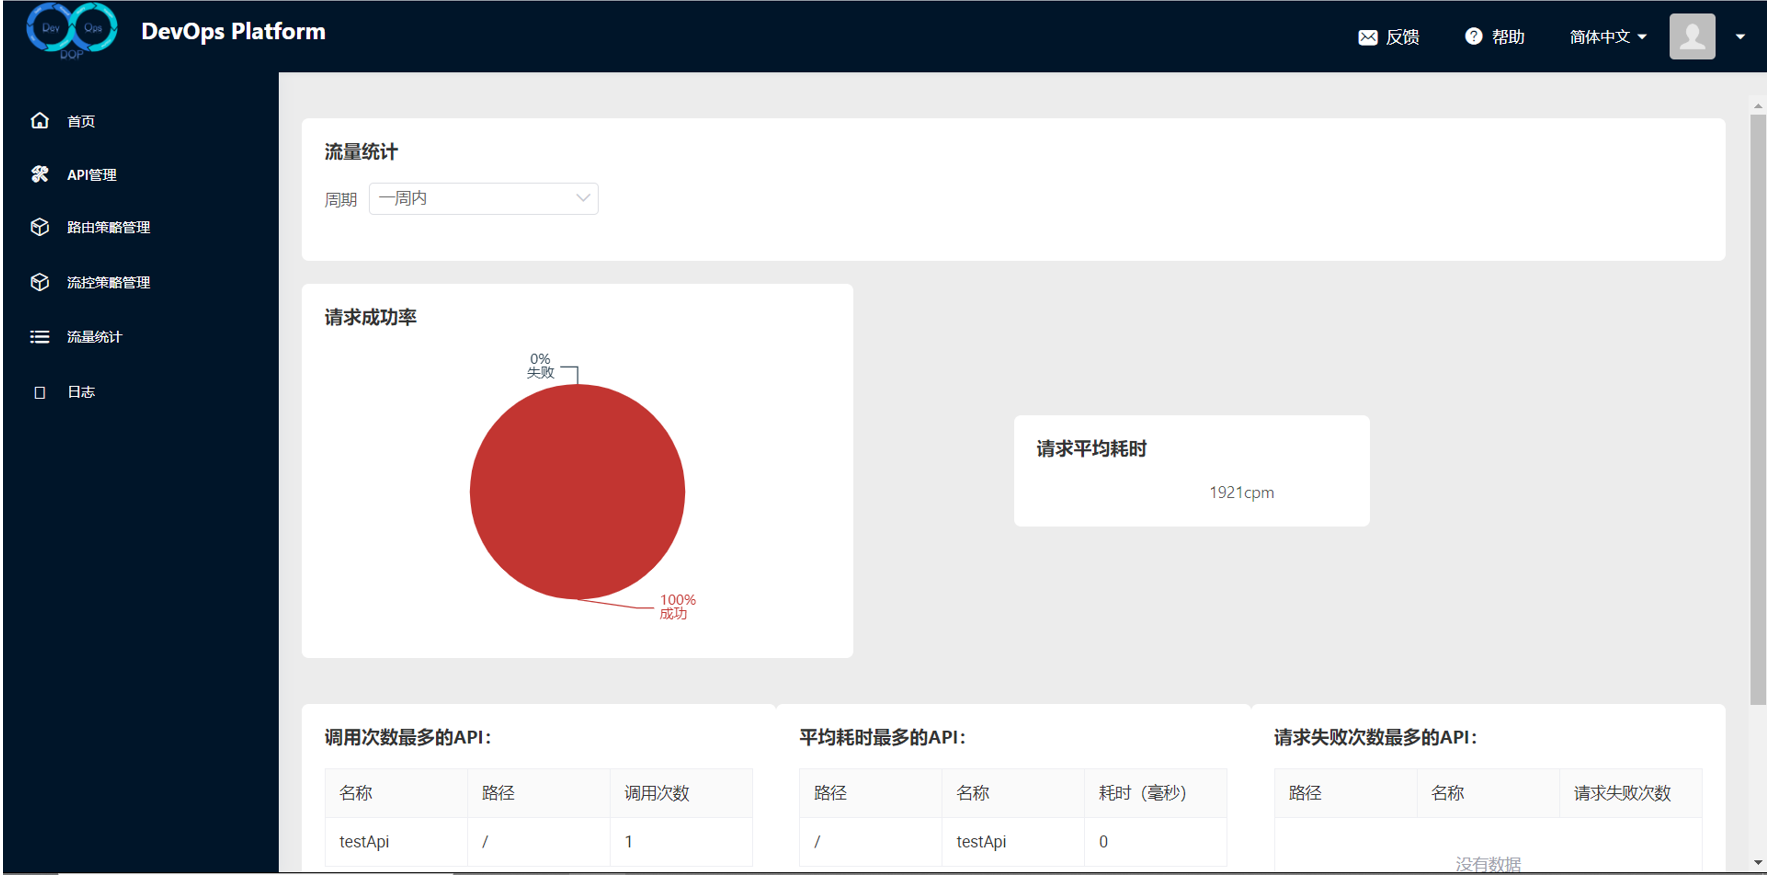 Dev Ops
DOP
DevOps Platform
反馈
帮助
简体中文
首页
API管理
路由策略管理
流控策略管理
流量统计
日志
流量统计
周期 一周内
请求成功率
0%
失败
100%
成功
请求平均耗时
1921cpm
调用次数最多的API：
名称 路径 调用次数
testApi / 1
平均耗时最多的API：
路径 名称 耗时（毫秒）
/ testApi 0
请求失败次数最多的API：
路径 名称 请求失败次数
没有数据